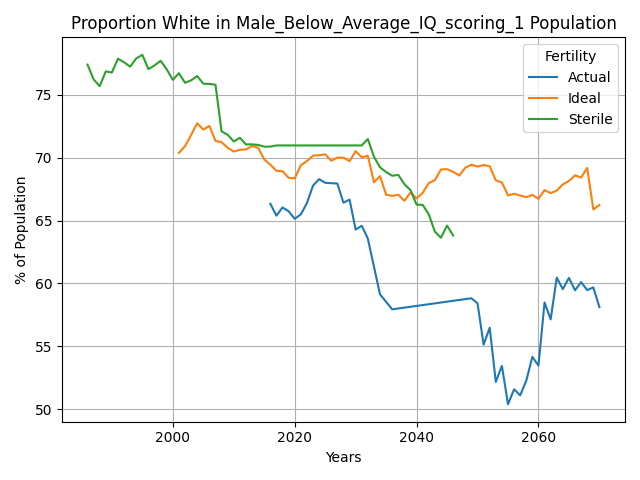 Proportion White in Male_Below_Average_IQ_scoring_1 Population
Fertility
Actual
Ideal
Sterile
% of Population
75
70
65
60
55
50
2000
2020
2040
2060
Years